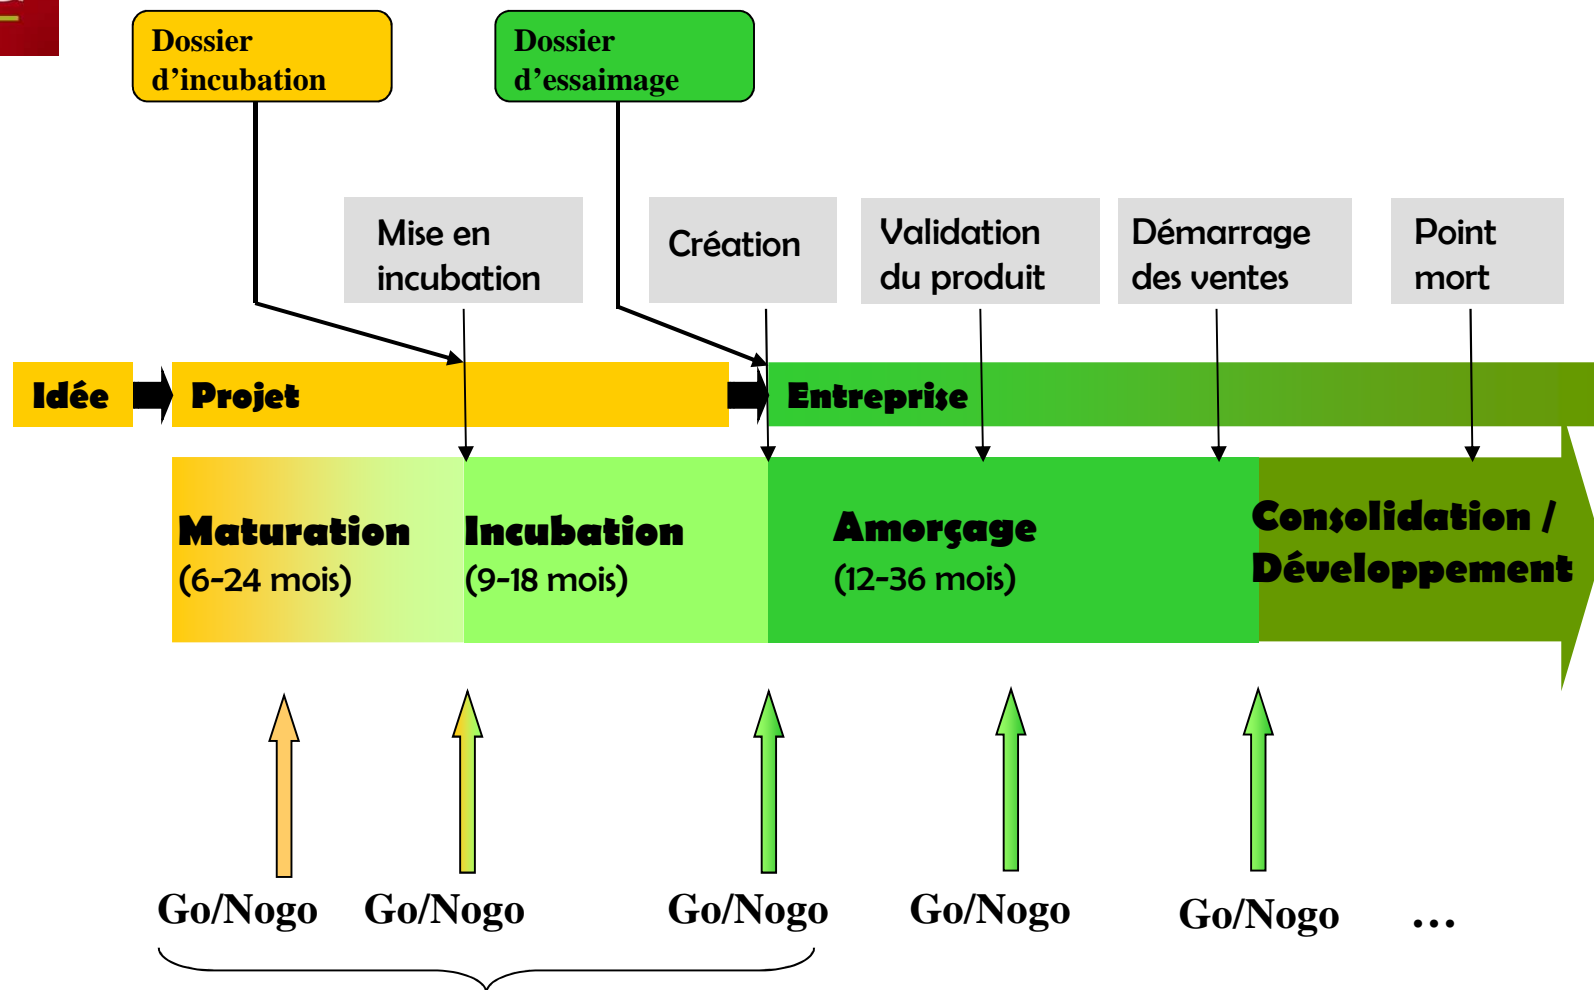 Dossier
d’incubation
Dossier
d’essaimage
Mise en
incubation
Création
Validation
du produit
Démarrage
des ventes
Point
mort
Idée
Projet
Entreprise
Maturation
(6-24 mois)
Incubation
(9-18 mois)
Amorçage
(12-36 mois)
Consolidation /
Développement
Go/Nogo
Go/Nogo
Go/Nogo
Go/Nogo
Go/Nogo
...